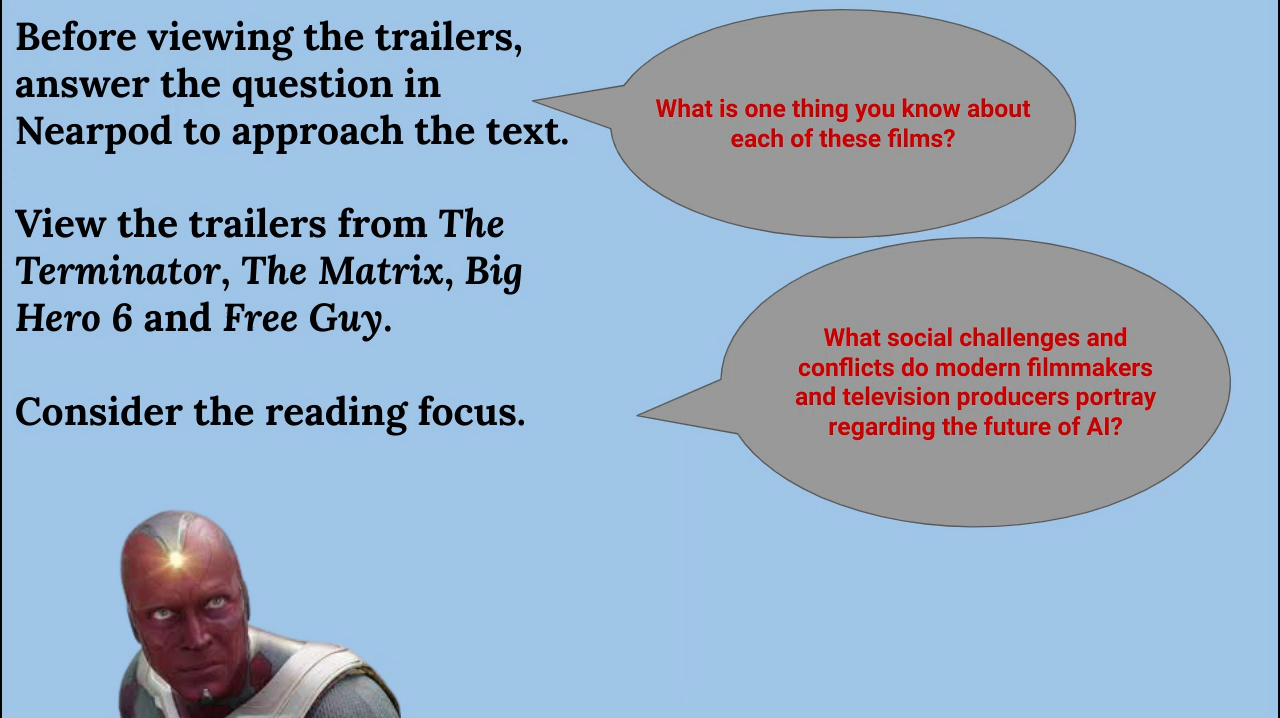 Before viewing the trailers,
answer the question in
Nearpod to approach the text.
What is one thing you know about
each of these films?
View the trailers from The
Terminator, The Matrix, Big
Hero 6 and Free Guy.
Consider the reading focus.
What social challenges and
conflicts do modern filmmakers
and television producers portray
regarding the future of AI?